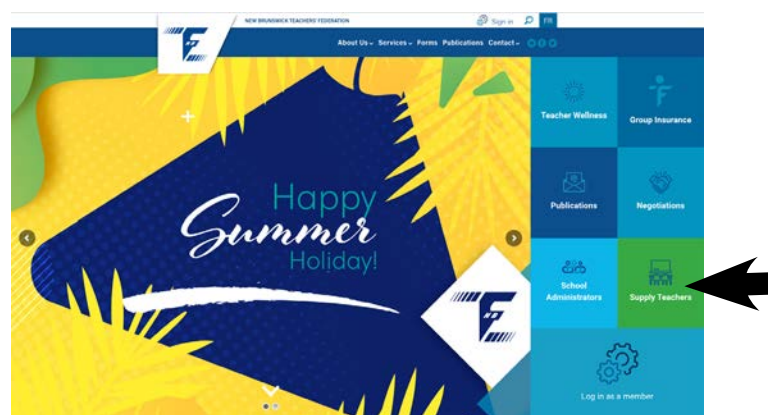 NEW BRUNSWICK TEACHERS FEDERATION
Sign in
FR
About Us Services Forms Publications Contact
Happy
Summer
Holiday!
Teacher Wellness
Group Insurance
Publications
Negotiations
School
Administrators
Supply Teachers
Log in as a member